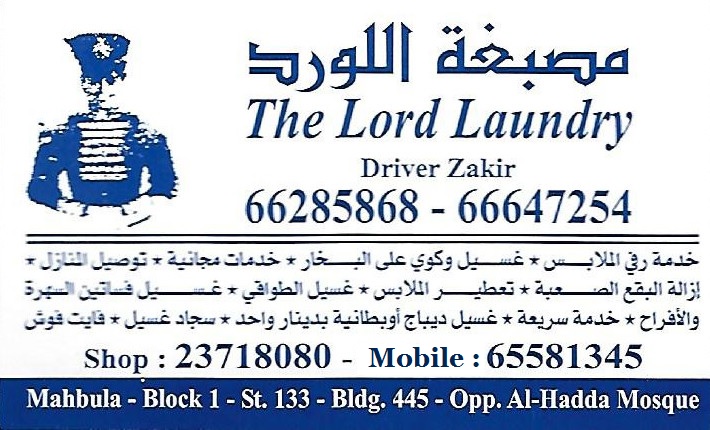 مصبغة اللورد
The Lord Laundry
Driver Zakir
66285868 - 66647254
خدمة رفي الملابس ★ غسيل وكوي على البخار ★ خدمات مجانية ★ توصيل المنازل ★
إزالة البقع الصعبة ★ تعطير الملابس ★ غسيل الطوافي ★ غسيل فساتين السهرة
والأفراح ★ خدمة سريعة ★ غسيل ديباج أوبطانية بدينار واحد ★ سجاد غسيل ★ فايت فوش
Shop : 23718080 - Mobile : 65581345
Mahbula - Block 1 - St. 133 - Bldg. 445 - Opp. Al-Hadda Mosque